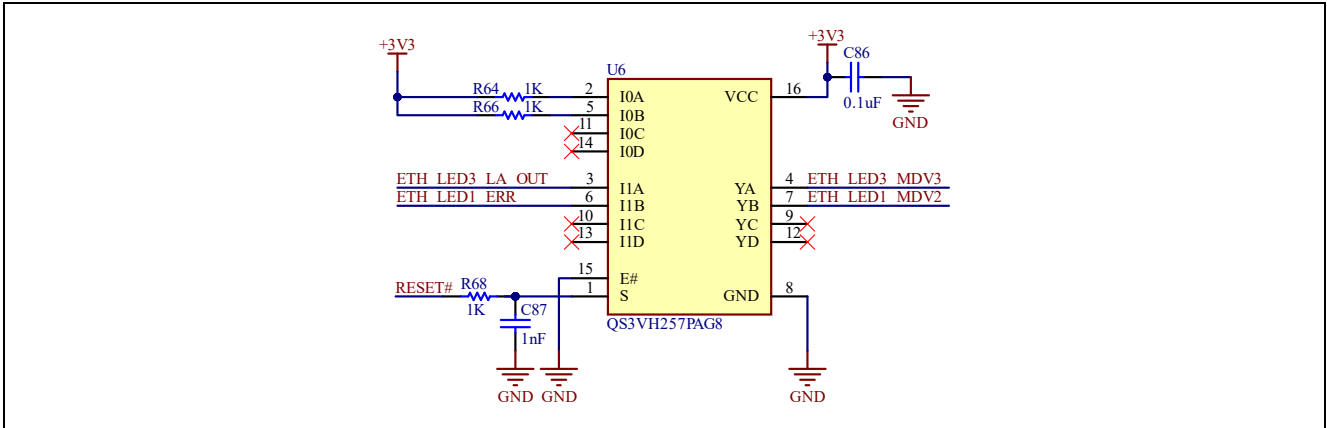 +3V3
+3V3
C86
0.1uF
GND
U6
R64 1K 2 I0A VCC 16
R66 1K 5 I0B
11 I0C
14 I0D
ETH_LED3_LA_OUT 3 I1A YA 4 ETH_LED3_MDV3
ETH_LED1_ERR 6 I1B YB 7 ETH_LED1_MDV2
10 I1C YC 9
13 I1D YD 12
15 E#
RESET# R68 1K 1 S GND 8
C87
1nF
QS3VH257PAG8
GND GND GND